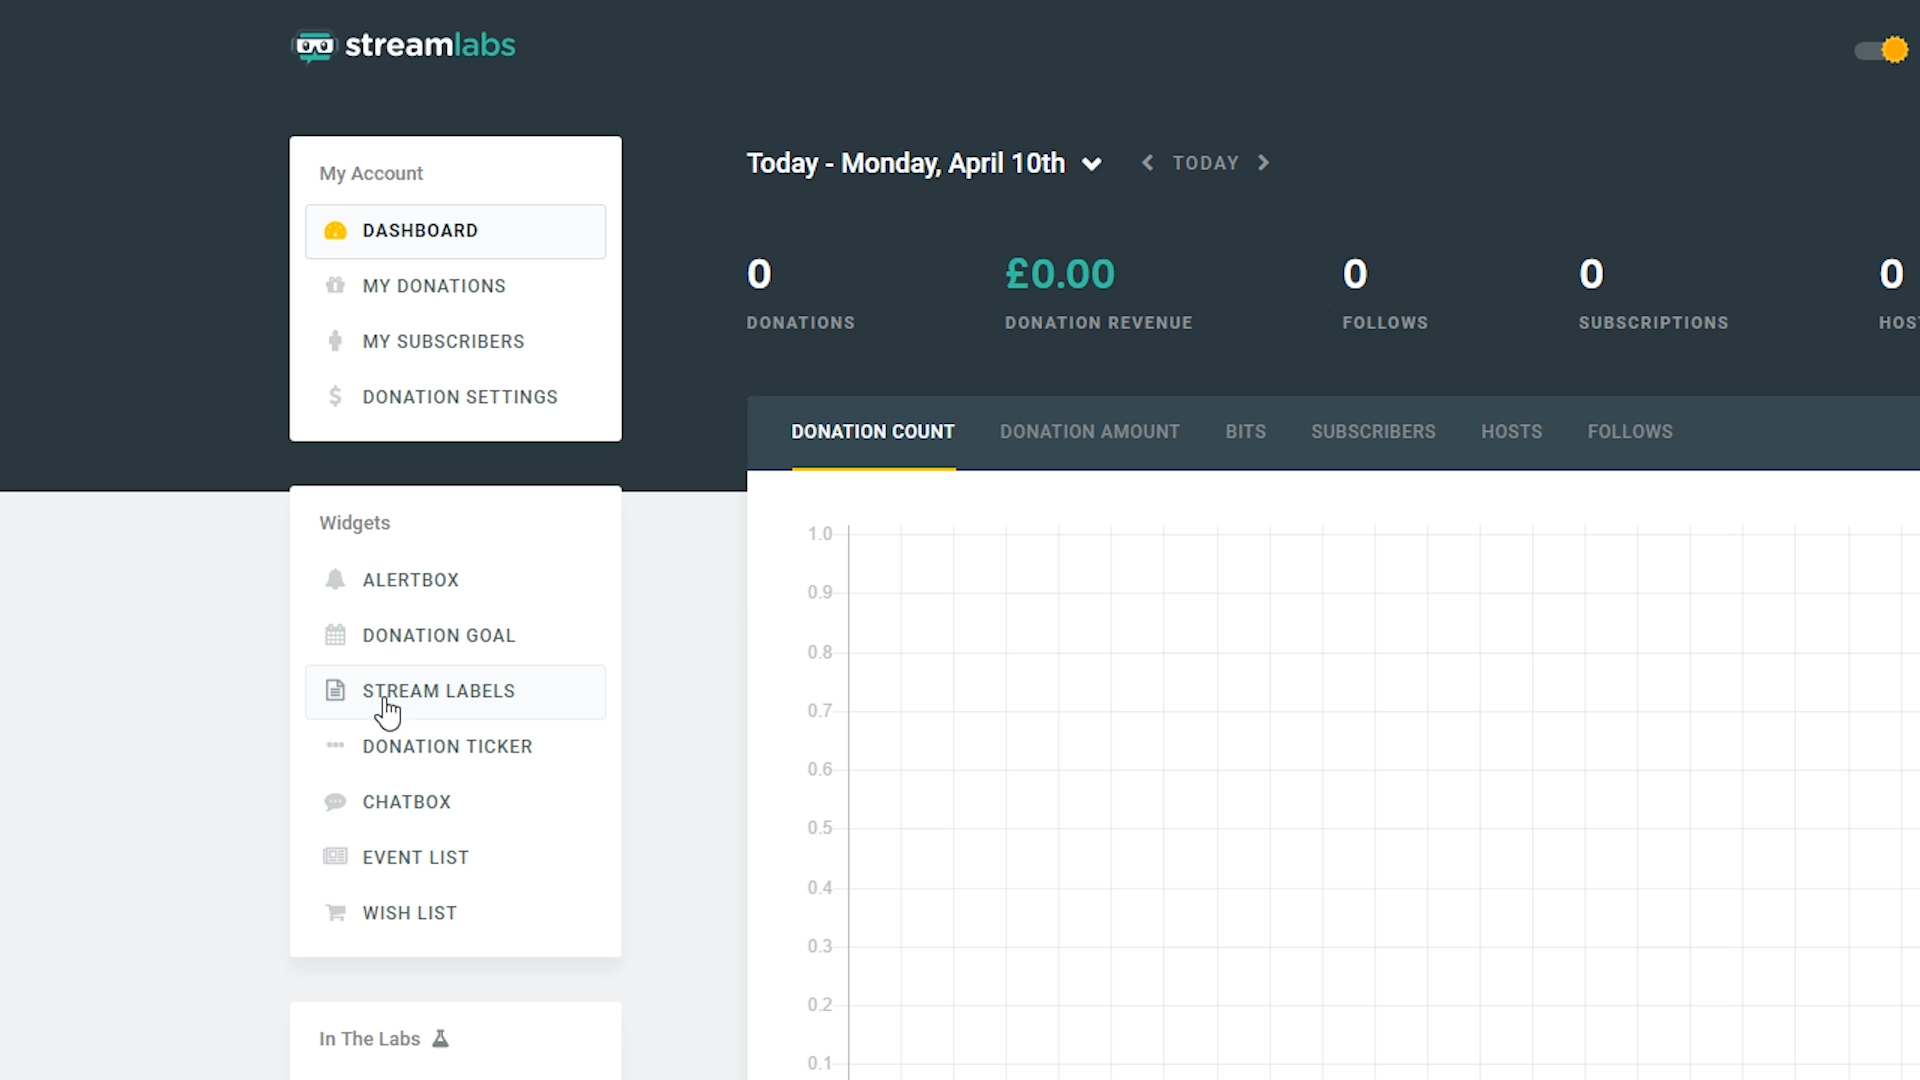 streamlabs
My Account
DASHBOARD
MY DONATIONS
MY SUBSCRIBERS
DONATION SETTINGS
Widgets
ALERTBOX
DONATION GOAL
STREAM LABELS
DONATION TICKER
CHATBOX
EVENT LIST
WISH LIST
In The Labs
Today - Monday, April 10th
TODAY
0 £0.00 0 0 0
DONATIONS DONATION REVENUE FOLLOWS SUBSCRIPTIONS HOS
DONATION COUNT DONATION AMOUNT BITS SUBSCRIBERS HOSTS FOLLOWS
1.0
0.9
0.8
0.7
0.6
0.5
0.4
0.3
0.2
0.1